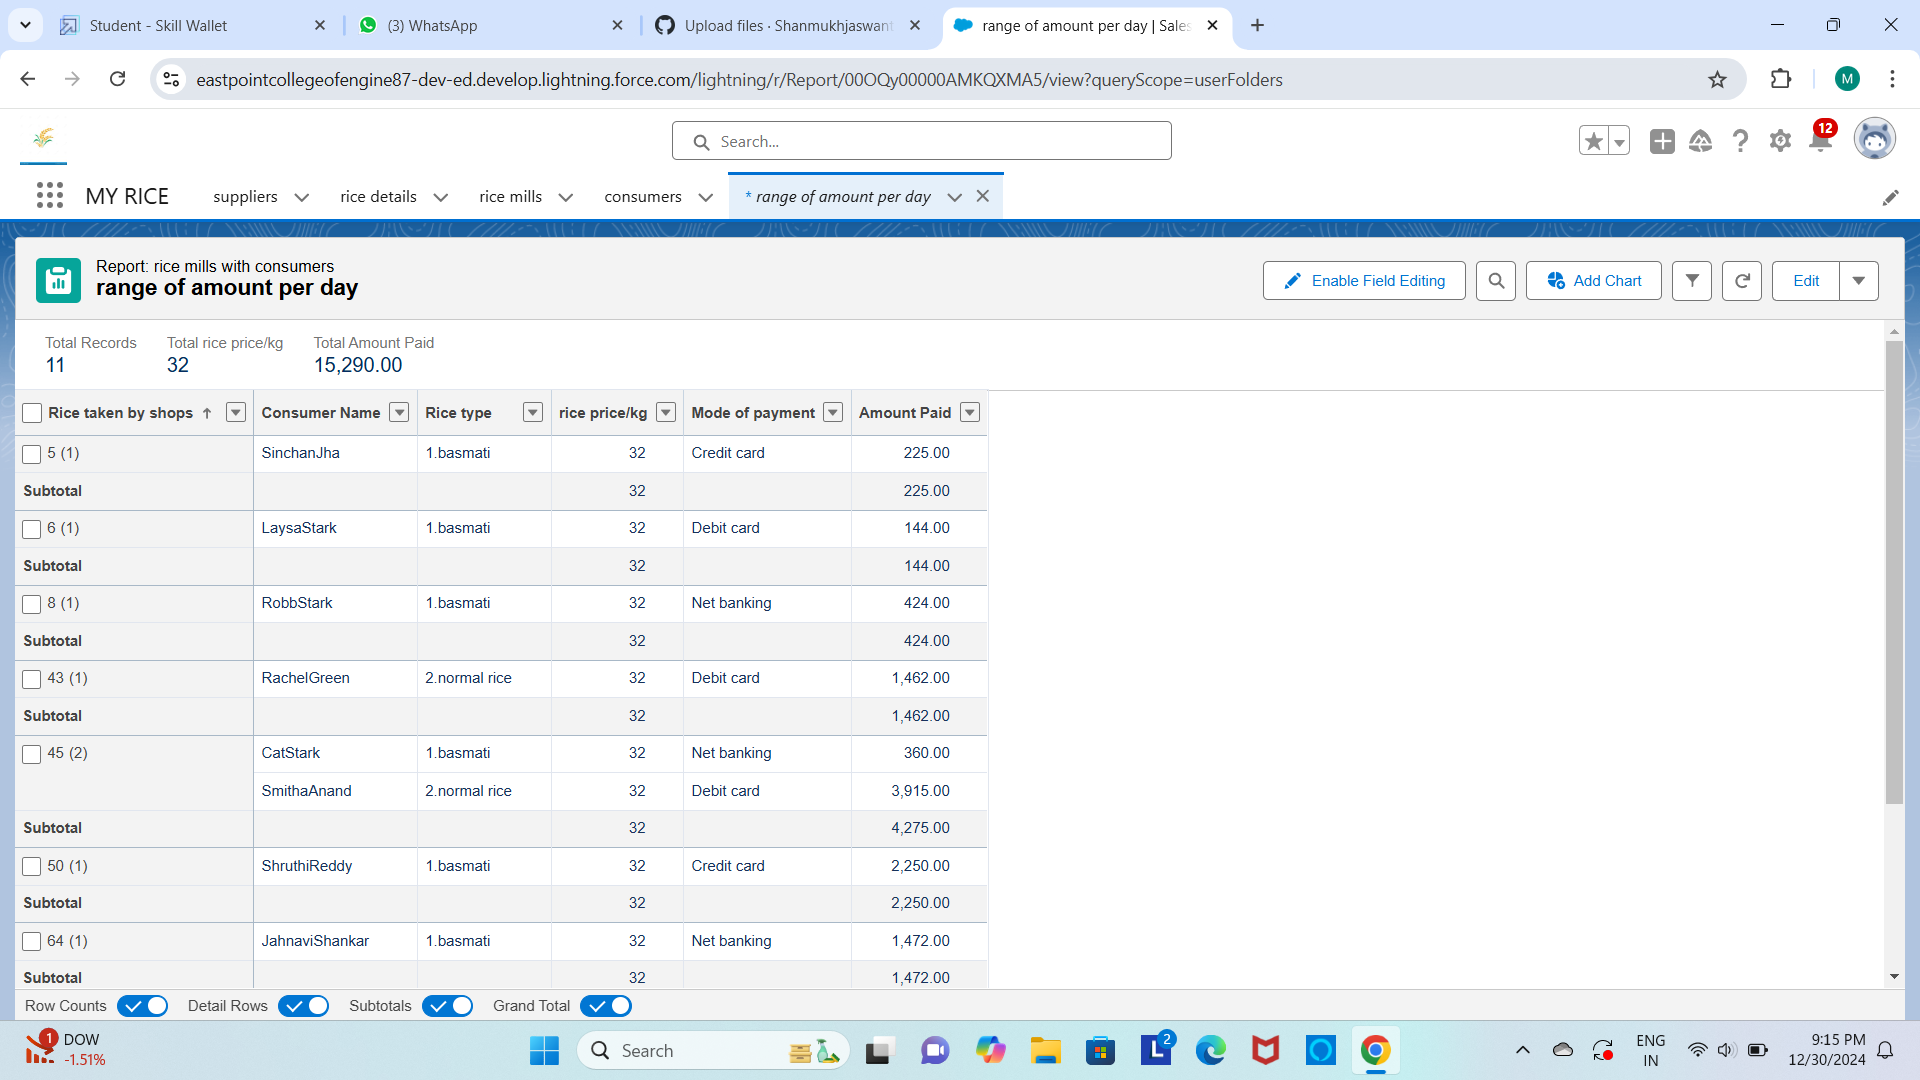 Student - Skill Wallet
(3) WhatsApp
Upload files · Shanmukhjaswant
range of amount per day | Sales
eastpointcollegeofengine87-dev-ed.develop.lightning.force.com/lightning/r/Report/00OQy00000AMKQXMA5/view?queryScope=userFolders
M
Search...
12
MY RICE
suppliers
rice details
rice mills
consumers
* range of amount per day
Report: rice mills with consumers
range of amount per day
Enable Field Editing
Add Chart
Edit
Total Records
11
Total rice price/kg
32
Total Amount Paid
15,290.00
Rice taken by shops ↑ Consumer Name Rice type rice price/kg Mode of payment Amount Paid
5 (1) SinchanJha 1.basmati 32 Credit card 225.00
Subtotal 32 225.00
6 (1) LaysaStark 1.basmati 32 Debit card 144.00
Subtotal 32 144.00
8 (1) RobbStark 1.basmati 32 Net banking 424.00
Subtotal 32 424.00
43 (1) RachelGreen 2.normal rice 32 Debit card 1,462.00
Subtotal 32 1,462.00
45 (2) CatStark 1.basmati 32 Net banking 360.00
SmithaAnand 2.normal rice 32 Debit card 3,915.00
Subtotal 32 4,275.00
50 (1) ShruthiReddy 1.basmati 32 Credit card 2,250.00
Subtotal 32 2,250.00
64 (1) JahnaviShankar 1.basmati 32 Net banking 1,472.00
Subtotal 32 1,472.00
Row Counts
Detail Rows
Subtotals
Grand Total
1
DOW
-1.51%
Search
L
2
ENG
IN
9:15 PM
12/30/2024